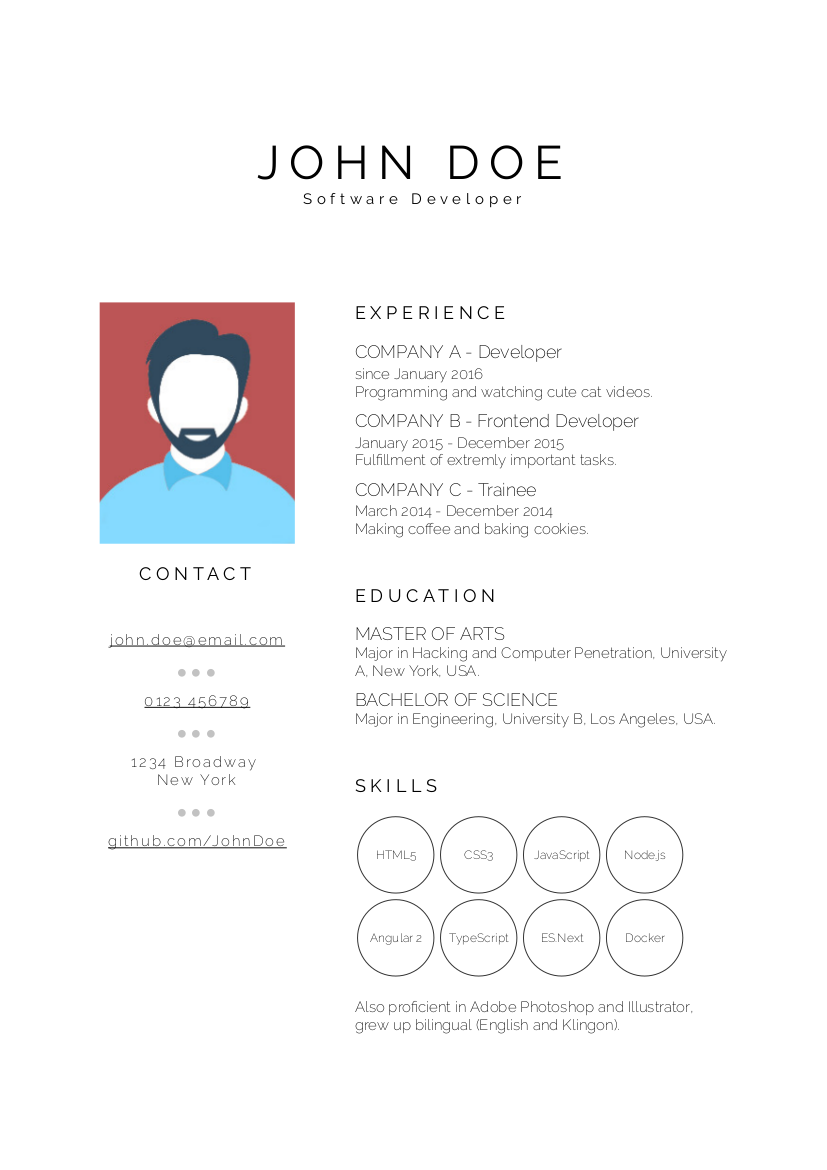 JOHN DOE
Software Developer
CONTACT
john.doe@email.com
0123 456789
1234 Broadway
New York
github.com/JohnDoe
EXPERIENCE
COMPANY A - Developer
since January 2016
Programming and watching cute cat videos.
COMPANY B - Frontend Developer
January 2015 - December 2015
Fulfillment of extremly important tasks.
COMPANY C - Trainee
March 2014 - December 2014
Making coffee and baking cookies.
EDUCATION
MASTER OF ARTS
Major in Hacking and Computer Penetration, University
A, New York, USA.
BACHELOR OF SCIENCE
Major in Engineering, University B, Los Angeles, USA.
SKILLS
HTML5 CSS3 JavaScript Node.js
Angular 2 TypeScript ES.Next Docker
Also proficient in Adobe Photoshop and Illustrator,
grew up bilingual (English and Klingon).